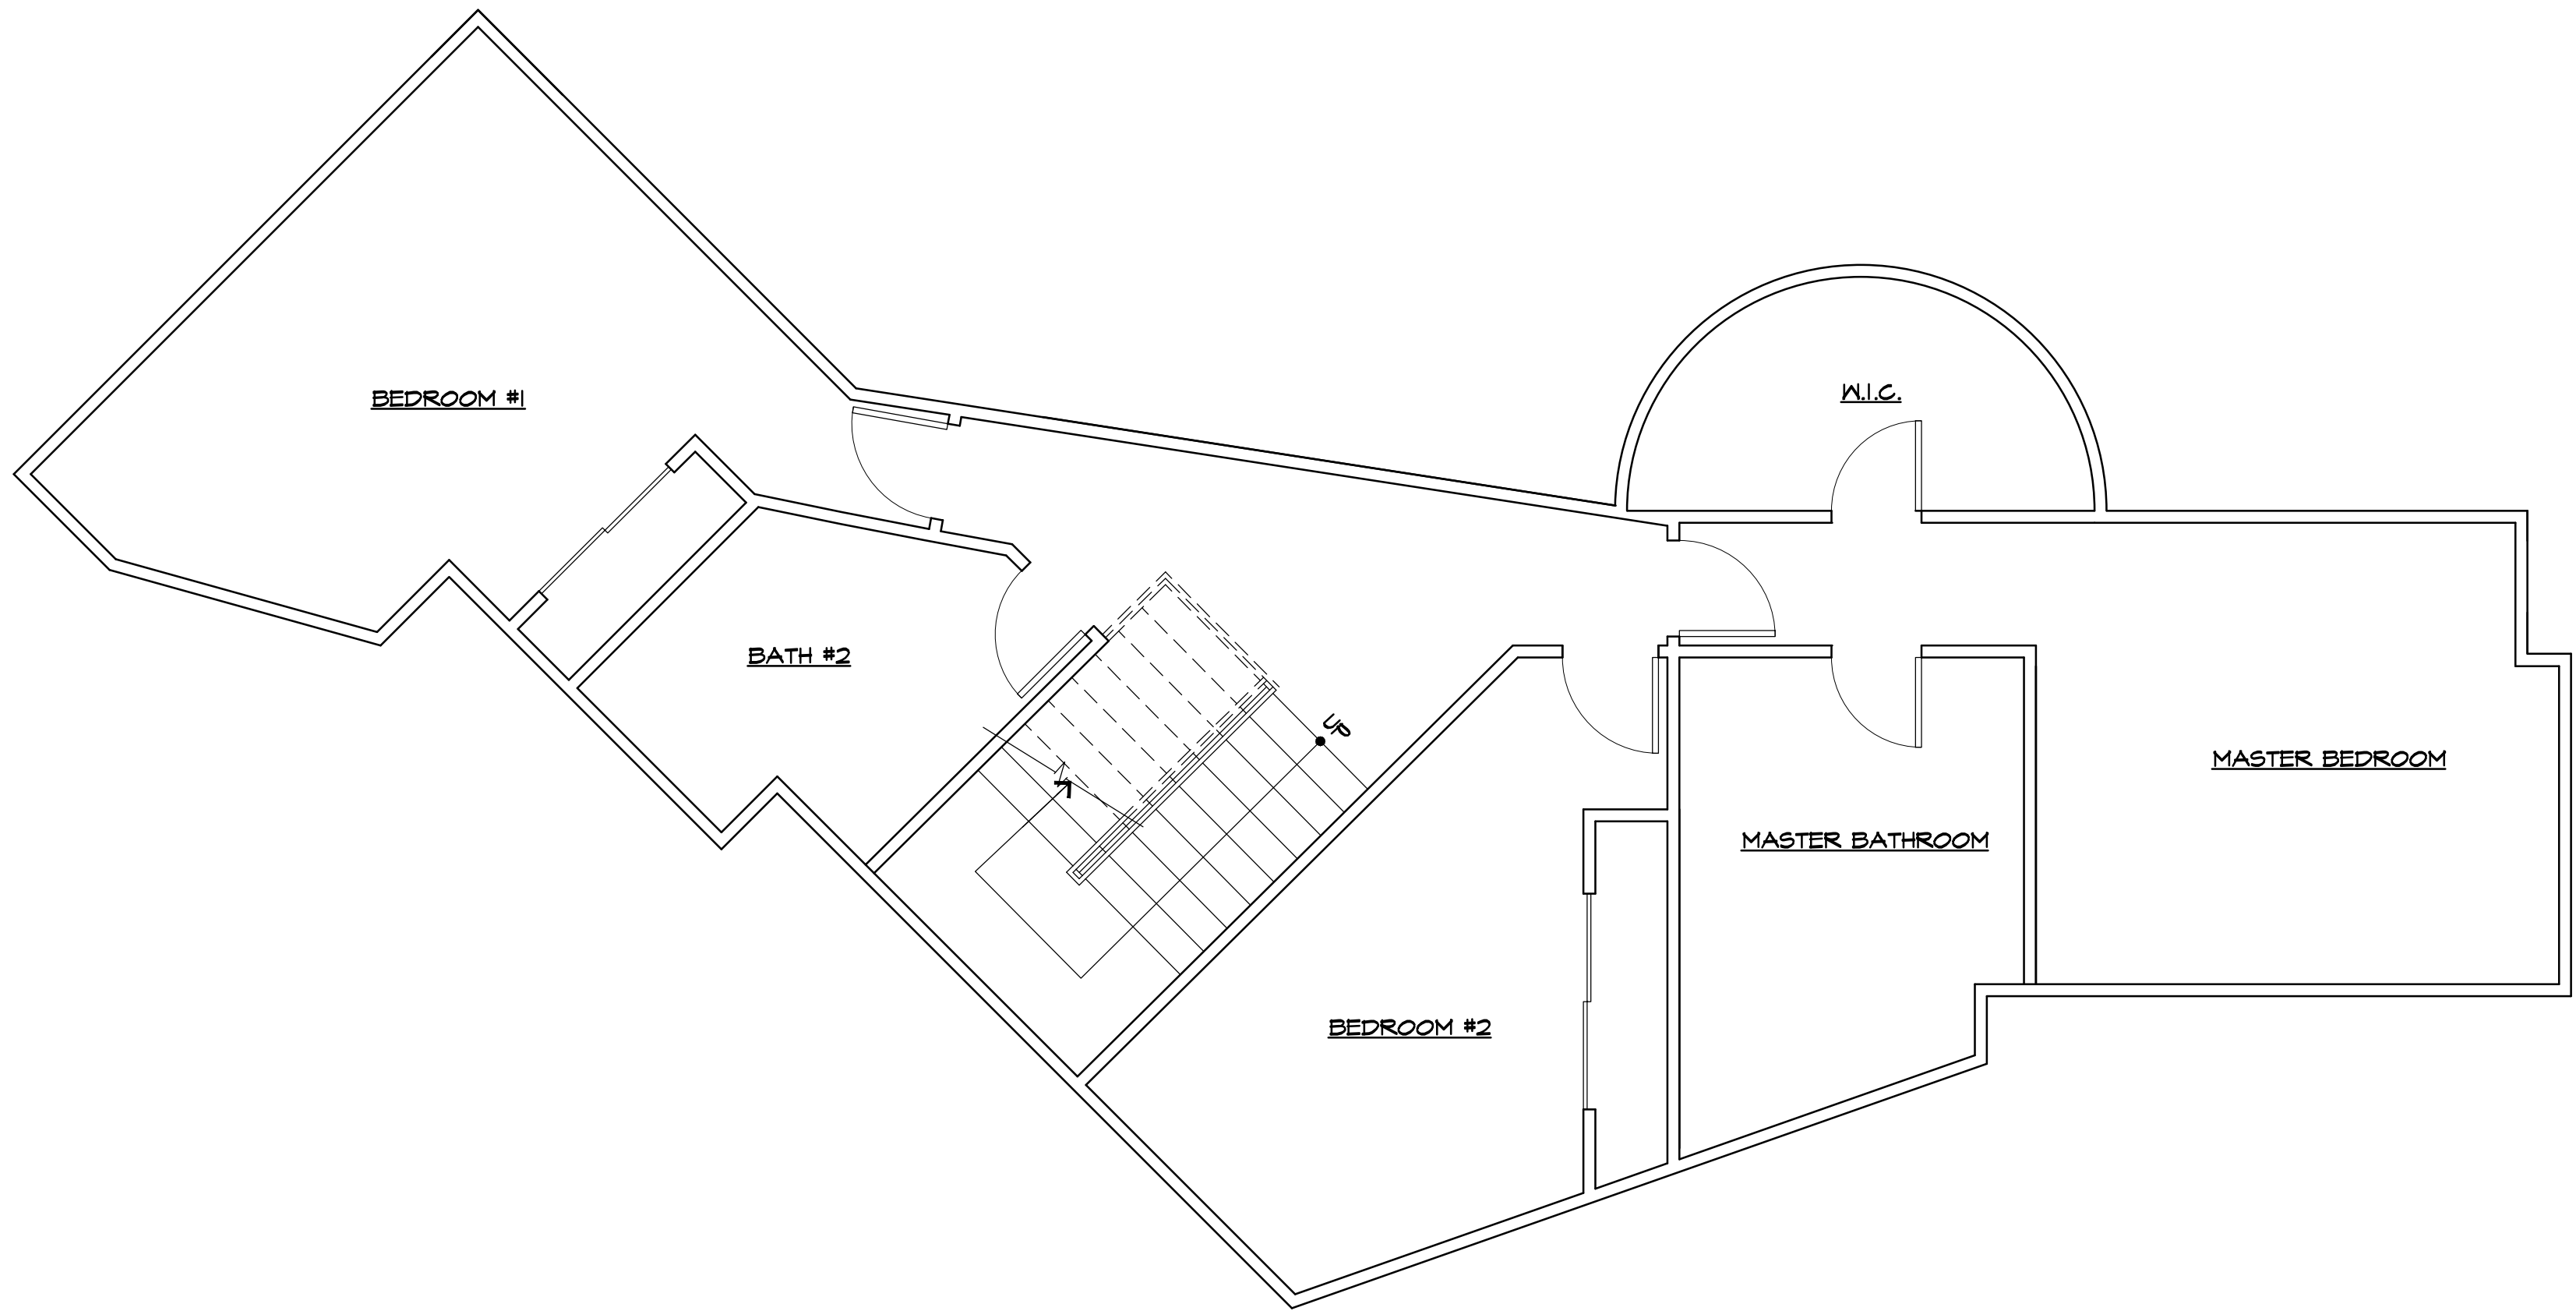 BEDROOM #1
W.I.C.
BATH #2
UP
MASTER BEDROOM
MASTER BATHROOM
BEDROOM #2